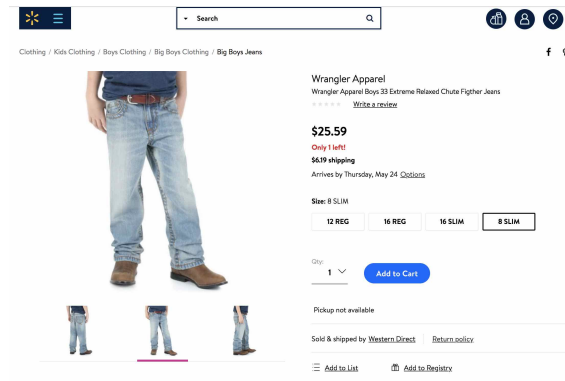 Search
Clothing / Kids Clothing / Boys Clothing / Big Boys Clothing / Big Boys Jeans
Wrangler Apparel
Wrangler Apparel Boys 33 Extreme Relaxed Chute Figther Jeans
Write a review
$25.59
Only 1 left!
$6.19 shipping
Arrives by Thursday, May 24 Options
Size: 8 SLIM
12 REG 16 REG 16 SLIM 8 SLIM
Qty:
1 Add to Cart
Pickup not available
Sold & shipped by Western Direct Return policy
Add to List Add to Registry